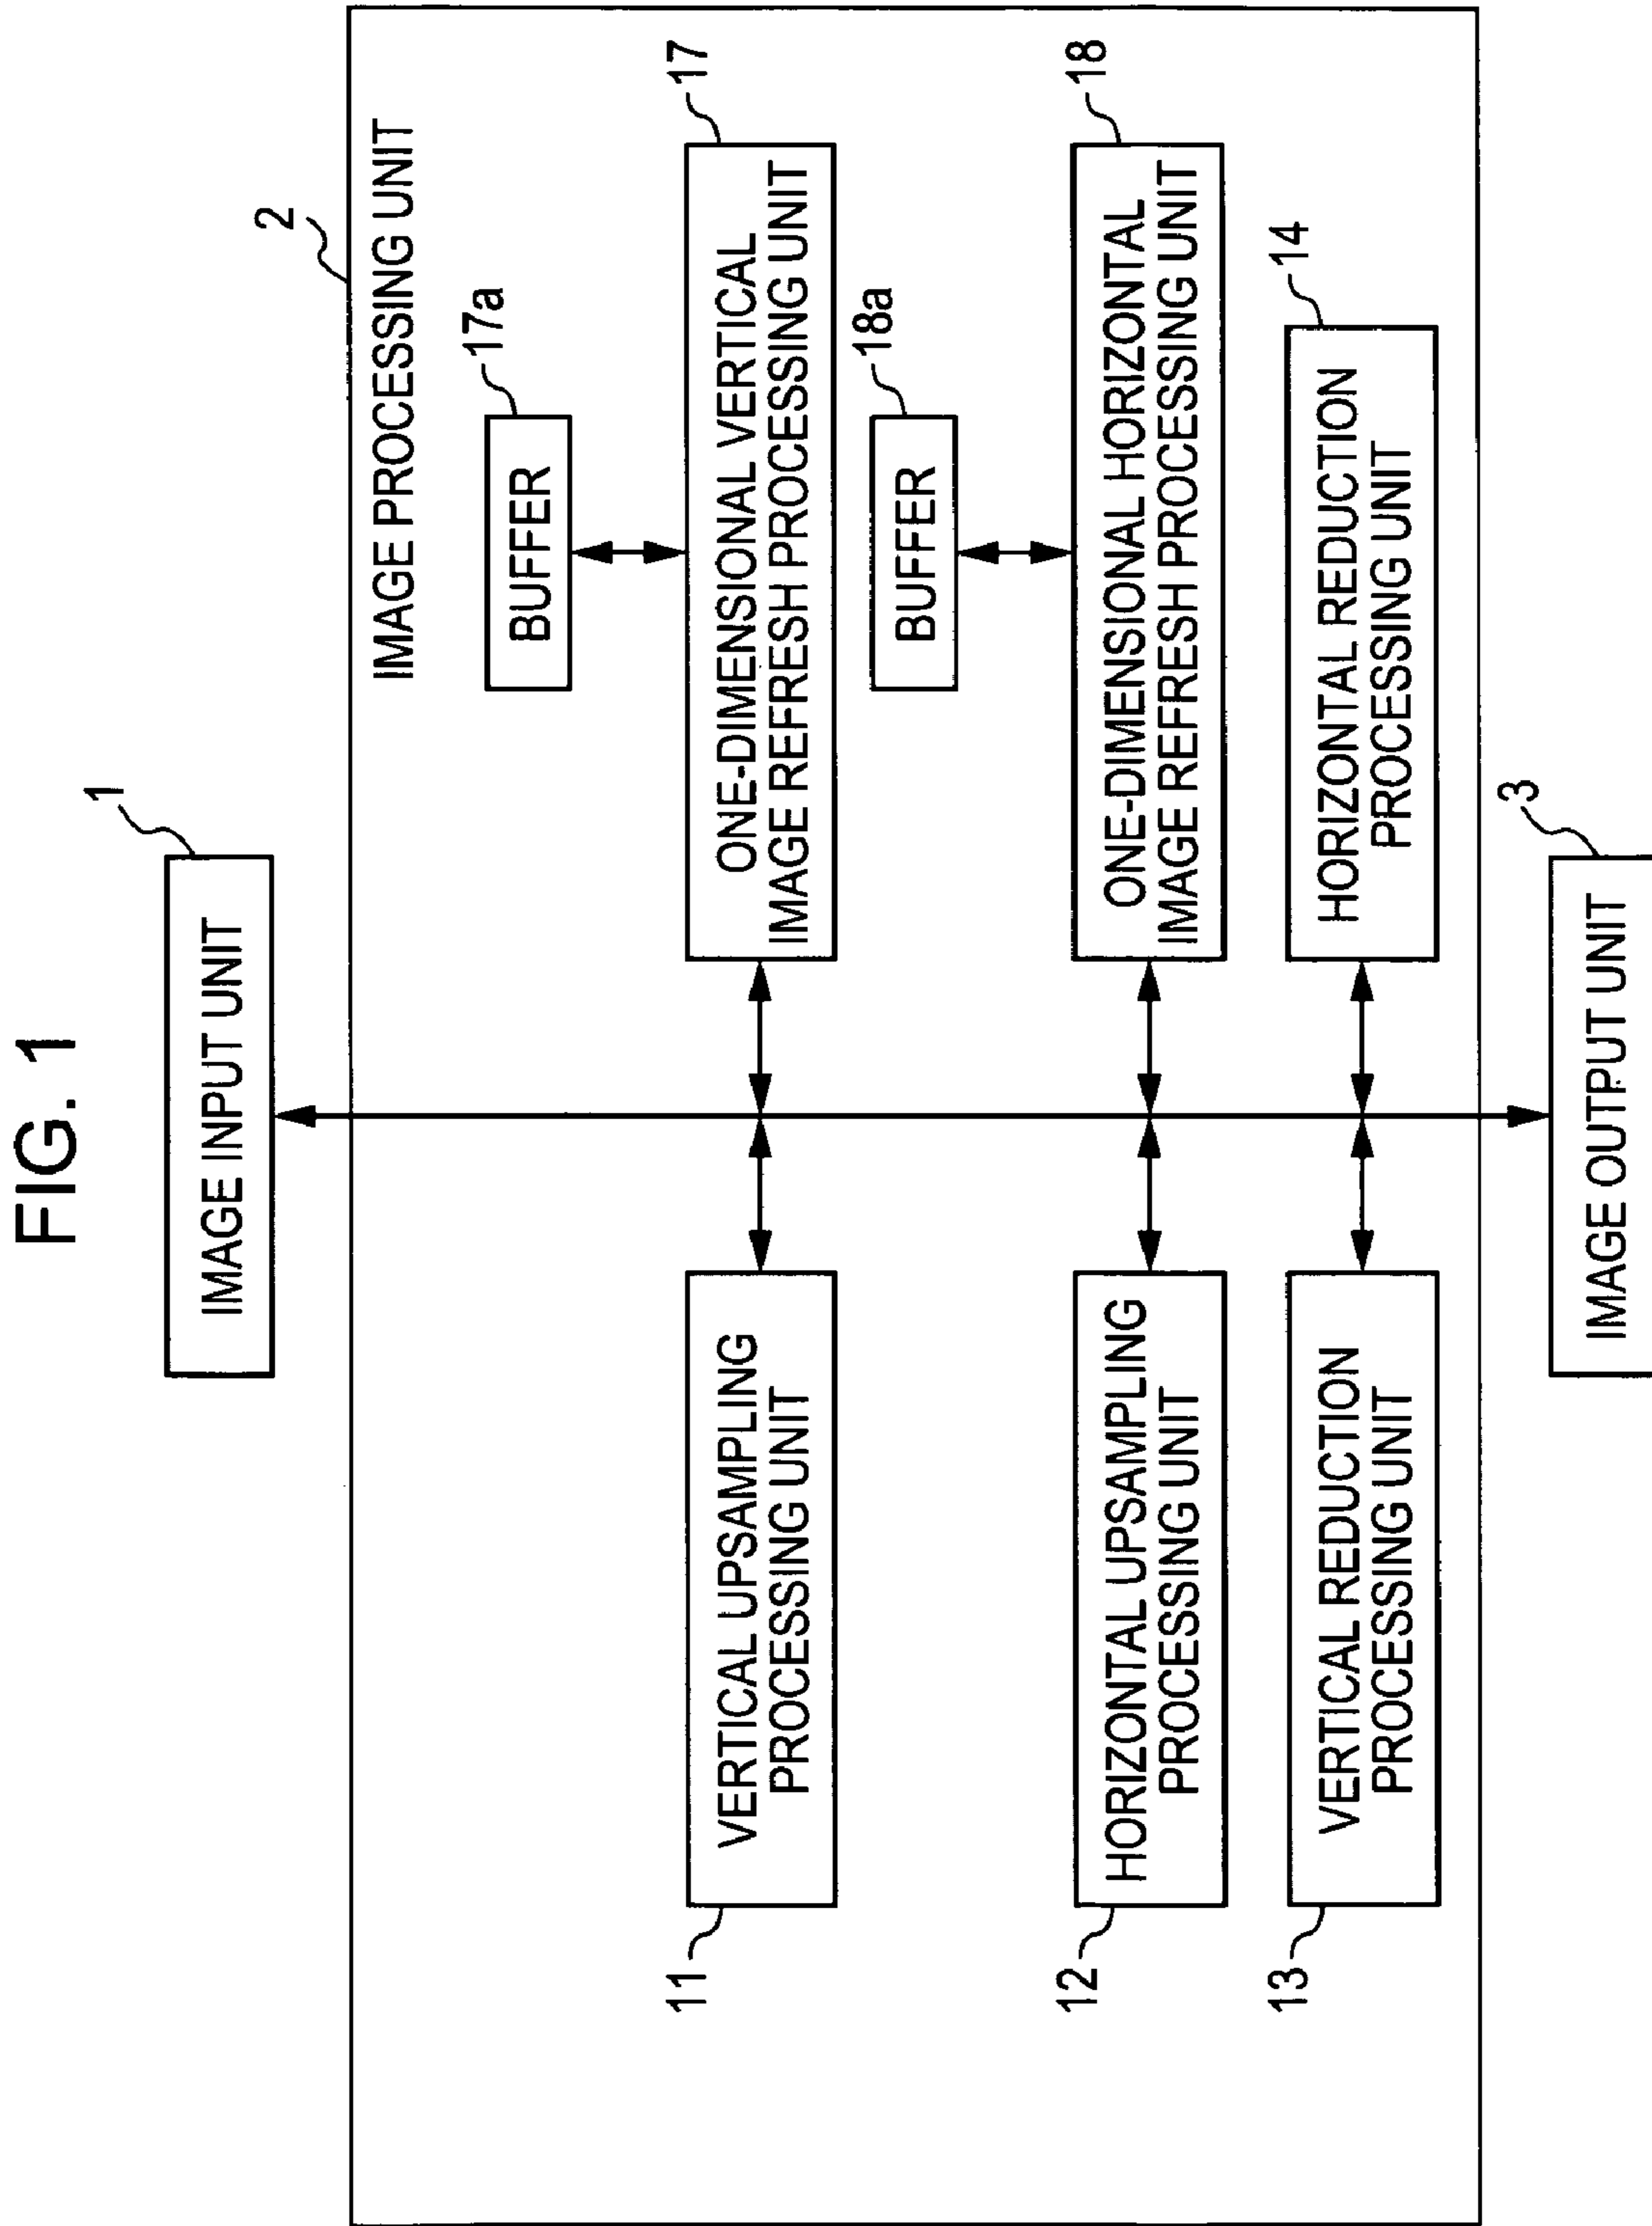 FIG. 1
1
IMAGE INPUT UNIT
2
IMAGE PROCESSING UNIT
17a
BUFFER
11
VERTICAL UPSAMPLING
PROCESSING UNIT
17
ONE-DIMENSIONAL VERTICAL
IMAGE REFRESH PROCESSING UNIT
18a
BUFFER
12
HORIZONTAL UPSAMPLING
PROCESSING UNIT
18
ONE-DIMENSIONAL HORIZONTAL
IMAGE REFRESH PROCESSING UNIT
13
VERTICAL REDUCTION
PROCESSING UNIT
14
HORIZONTAL REDUCTION
PROCESSING UNIT
3
IMAGE OUTPUT UNIT